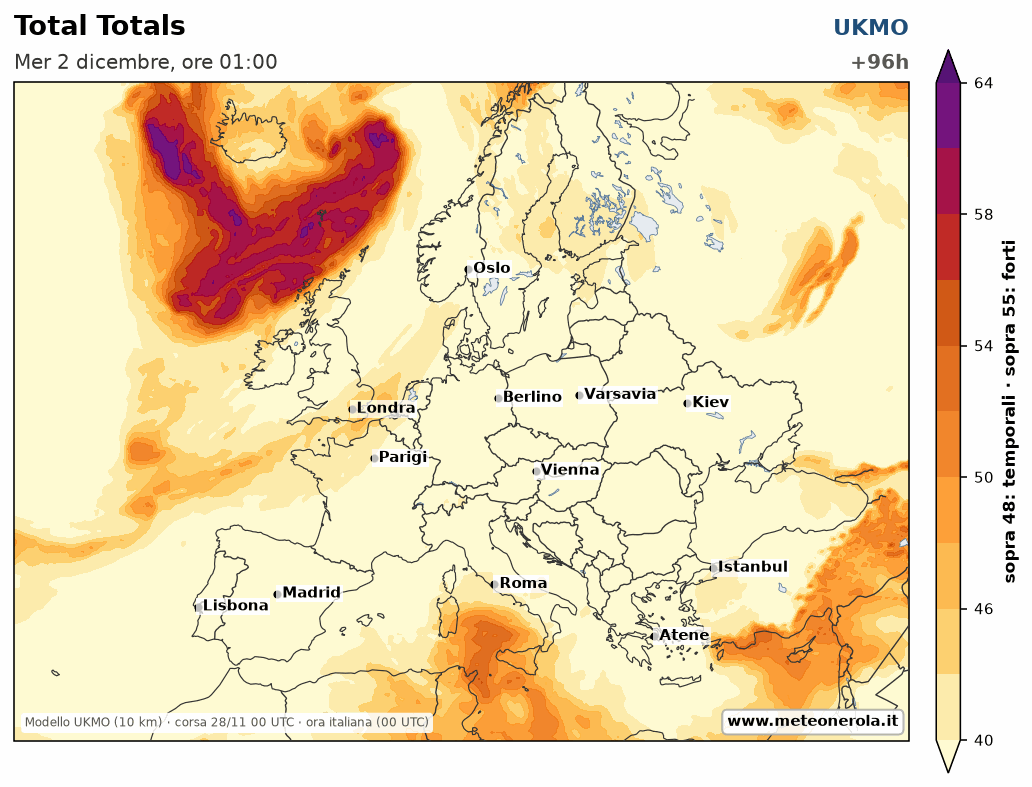 Total Totals
UKMO
Mer 2 dicembre, ore 01:00
+96h
64
58
54
50
46
40
sopra 48: temporali · sopra 55: forti
Oslo
Berlino
Varsavia
Kiev
Londra
Parigi
Vienna
Istanbul
Roma
Madrid
Lisbona
Atene
Modello UKMO (10 km) · corsa 28/11 00 UTC · ora italiana (00 UTC)
www.meteonerola.it